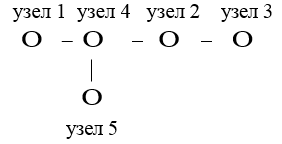 узел 1 узел 4 узел 2 узел 3
O – O – O – O
|
O
узел 5